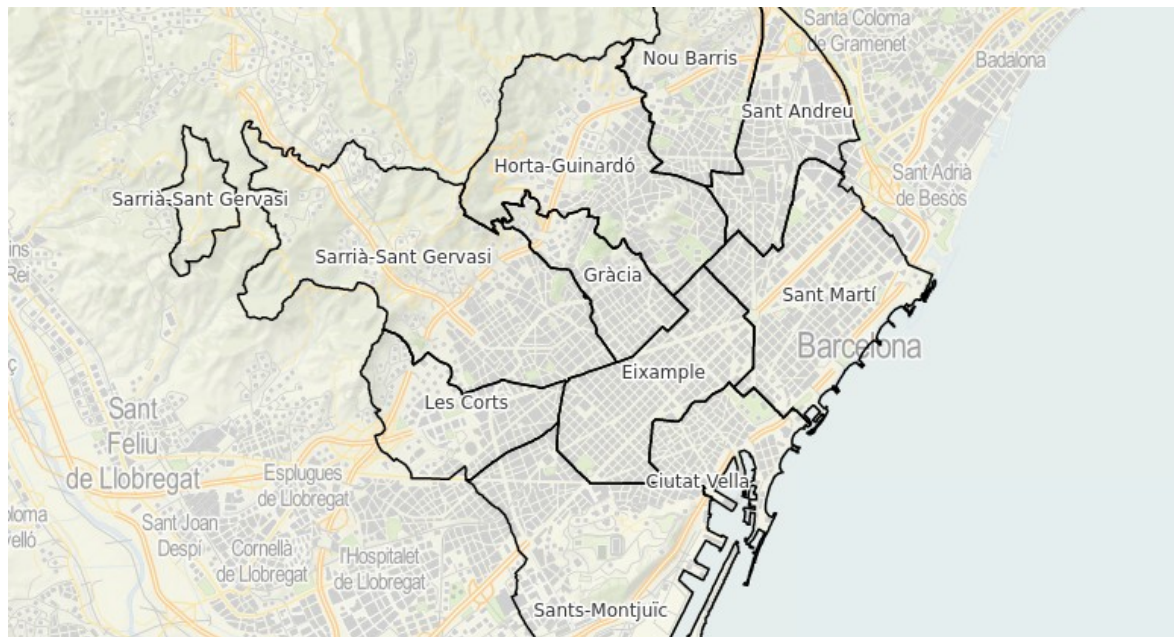 Santa Coloma
de Gramenet
Nou Barris
Badalona
Sant Andreu
Horta-Guinardó
Sant Adrià
de Besòs
Sarrià-Sant Gervasi
Sarrià-Sant Gervasi
Gràcia
Sant Martí
Barcelona
Eixample
Les Corts
Sant
Feliu
de Llobregat
Esplugues
de Llobregat
Ciutat Vella
Sant Joan
Despí
Cornellà
de Llobregat
l'Hospitalet
de Llobregat
Sants-Montjuïc